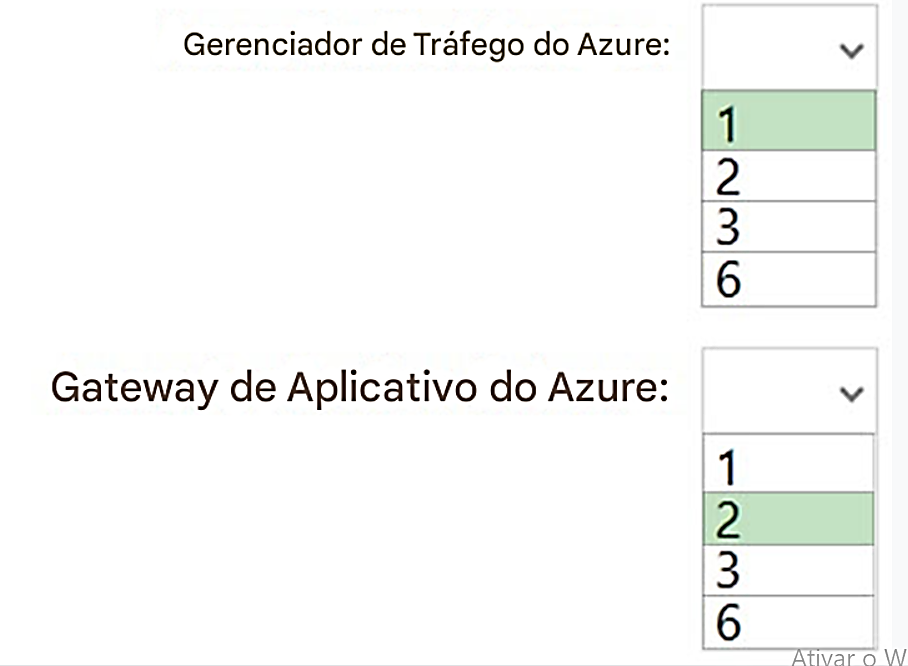 Gerenciador de Tráfego do Azure:
1
2
3
6
Gateway de Aplicativo do Azure:
1
2
3
6
Ativar o W